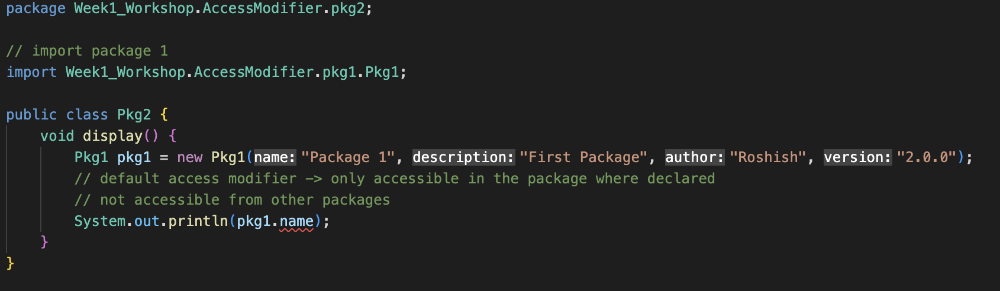 package Week1_Workshop.AccessModifier.pkg2;
// import package 1
import Week1_Workshop.AccessModifier.pkg1.Pkg1;
public class Pkg2 {
void display() {
Pkg1 pkg1 = new Pkg1(name: "Package 1", description: "First Package", author: "Roshish", version: "2.0.0");
// default access modifier -> only accessible in the package where declared
// not accessible from other packages
System.out.println(pkg1.name);
}
}